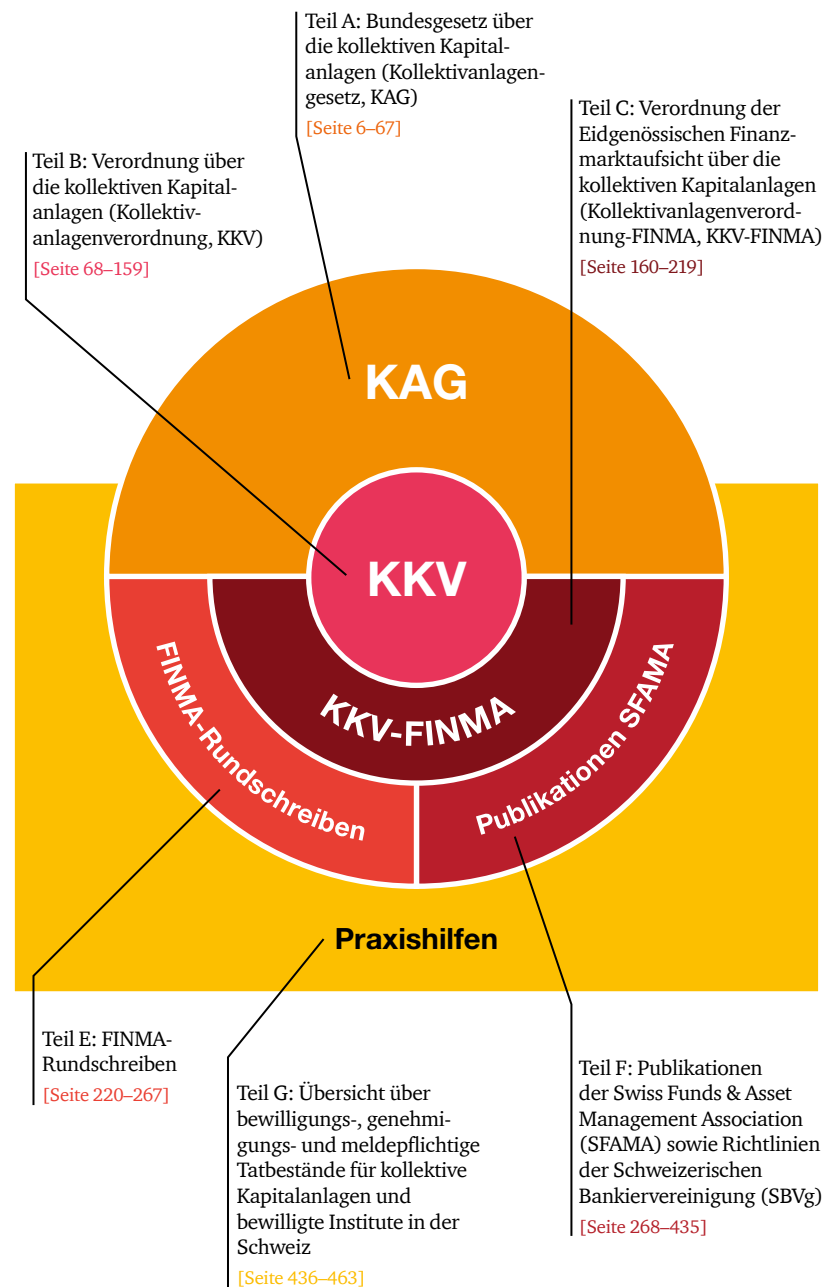 Teil A: Bundesgesetz über
die kollektiven Kapital-
anlagen (Kollektivanlagen-
gesetz, KAG)
[Seite 6–67]
Teil C: Verordnung der
Eidgenössischen Finanz-
marktaufsicht über die
kollektiven Kapitalanlagen
(Kollektivanlagenverord-
nung-FINMA, KKV-FINMA)
[Seite 160–219]
Teil B: Verordnung über
die kollektiven Kapital-
anlagen (Kollektiv-
anlagenverordnung, KKV)
[Seite 68–159]
KAG
KKV
KKV-FINMA
FINMA-Rundschreiben
Publikationen SFAMA
Praxishilfen
Teil E: FINMA-
Rundschreiben
[Seite 220–267]
Teil G: Übersicht über
bewilligungs-, genehmi-
gungs- und meldepflichtige
Tatbestände für kollektive
Kapitalanlagen und
bewilligte Institute in der
Schweiz
[Seite 436–463]
Teil F: Publikationen
der Swiss Funds & Asset
Management Association
(SFAMA) sowie Richtlinien
der Schweizerischen
Bankiervereinigung (SBVg)
[Seite 268–435]